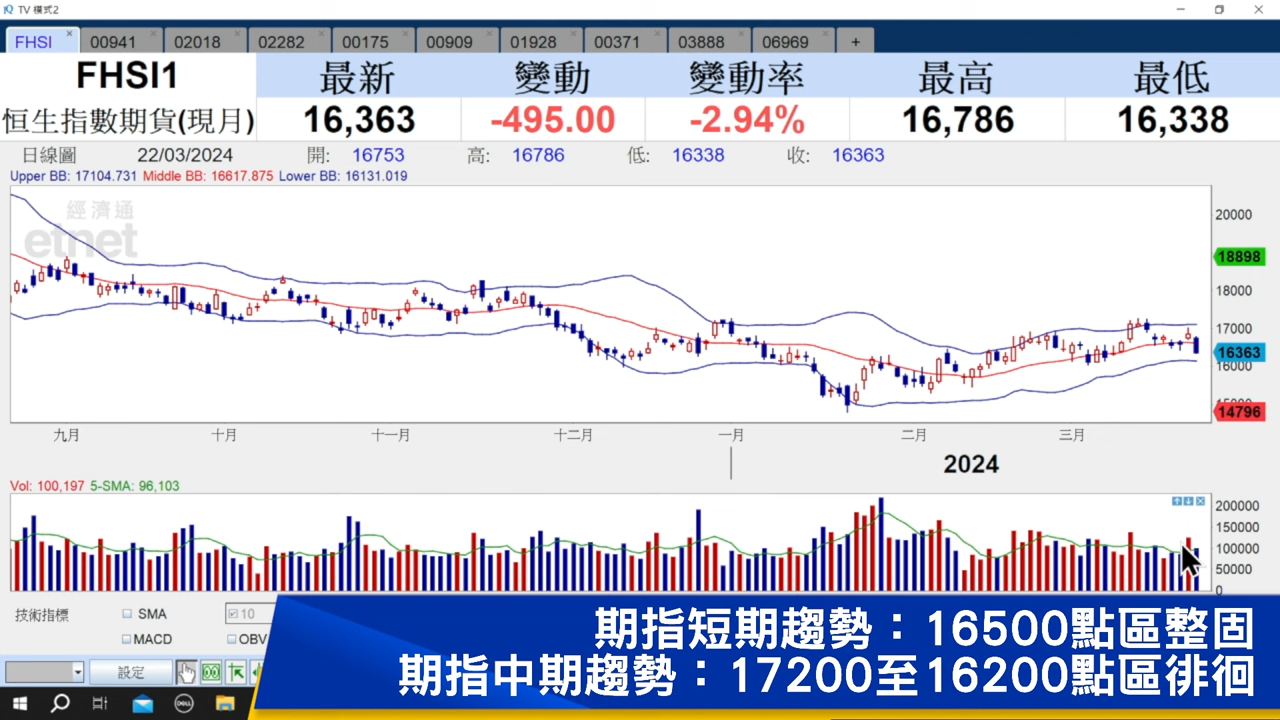 TV 模式2
FHSI 00941 02018 02282 00175 00909 01928 00371 03888 06969 +
FHSI1 最新 變動 變動率 最高 最低
恒生指數期貨(現月) 16,363 -495.00 -2.94% 16,786 16,338
日線圖 22/03/2024 開: 16753 高: 16786 低: 16338 收: 16363
Upper BB: 17104.731 Middle BB: 16617.875 Lower BB: 16131.019
經濟通
etnet
20000
18898
18000
17000
16363
16000
14796
九月 十月 十一月 十二月 一月 二月 三月
2024
Vol: 100,197 5-SMA: 96,103
200000
150000
100000
50000
0
技術指標 SMA 10
MACD OBV
設定
期指短期趨勢：16500點區整固
期指中期趨勢：17200至16200點區徘徊
DELL